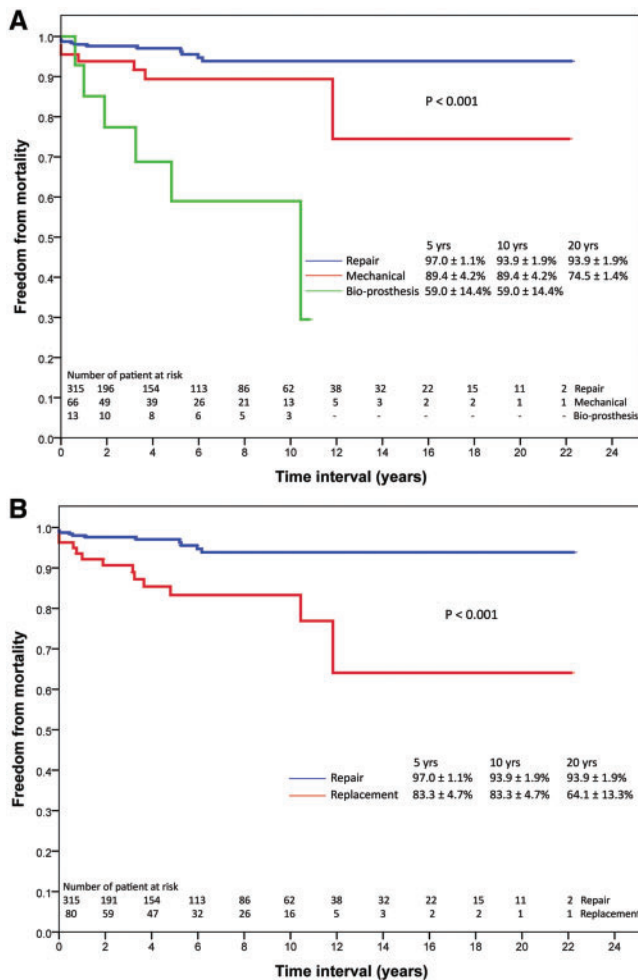 A
Freedom from mortality
1.0
0.9
0.8
0.7
0.6
0.5
0.4
0.3
0.2
0.1
0.0
P < 0.001
5 yrs 10 yrs 20 yrs
Repair 97.0 ± 1.1% 93.9 ± 1.9% 93.9 ± 1.9%
Mechanical 89.4 ± 4.2% 89.4 ± 4.2% 74.5 ± 1.4%
Bio-prosthesis 59.0 ± 14.4% 59.0 ± 14.4%
Number of patient at risk
315 196 154 113 86 62 38 32 22 15 11 2 Repair
66 49 39 26 21 13 5 3 2 2 1 1 Mechanical
13 10 8 6 5 3 - - - - - - Bio-prosthesis
0 2 4 6 8 10 12 14 16 18 20 22 24
Time interval (years)
B
Freedom from mortality
1.0
0.9
0.8
0.7
0.6
0.5
0.4
0.3
0.2
0.1
0.0
P < 0.001
5 yrs 10 yrs 20 yrs
Repair 97.0 ± 1.1% 93.9 ± 1.9% 93.9 ± 1.9%
Replacement 83.3 ± 4.7% 83.3 ± 4.7% 64.1 ± 13.3%
Number of patient at risk
315 191 154 113 86 62 38 32 22 15 11 2 Repair
80 59 47 32 26 16 5 3 2 2 1 1 Replacement
0 2 4 6 8 10 12 14 16 18 20 22 24
Time interval (years)